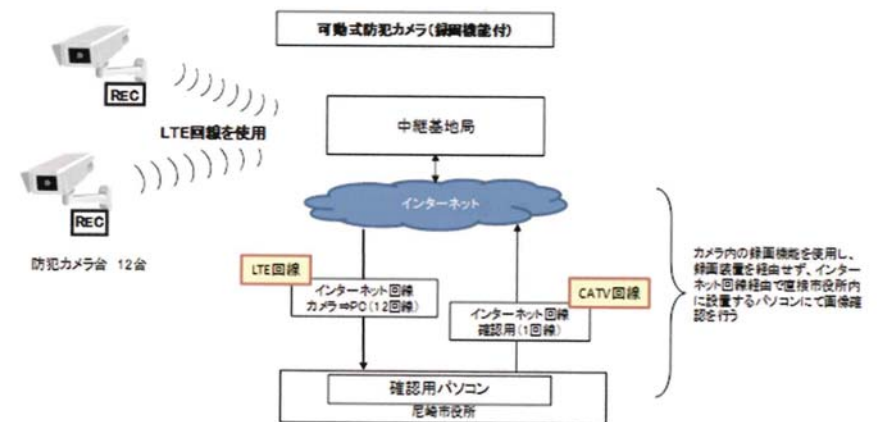 可動式防犯カメラ(録画機能付)
REC
LTE回線を使用
REC
防犯カメラ台 12台
中継基地局
インターネット
LTE回線
インターネット回線
カメラ⇒PC(12回線)
CATV回線
インターネット回線
確認用(1回線)
カメラ内の録画機能を使用し、
録画装置を経由せず、インター
ネット回線経由で直接市役所内
に設置するパソコンにて画像確
認を行う
確認用パソコン
尼崎市役所